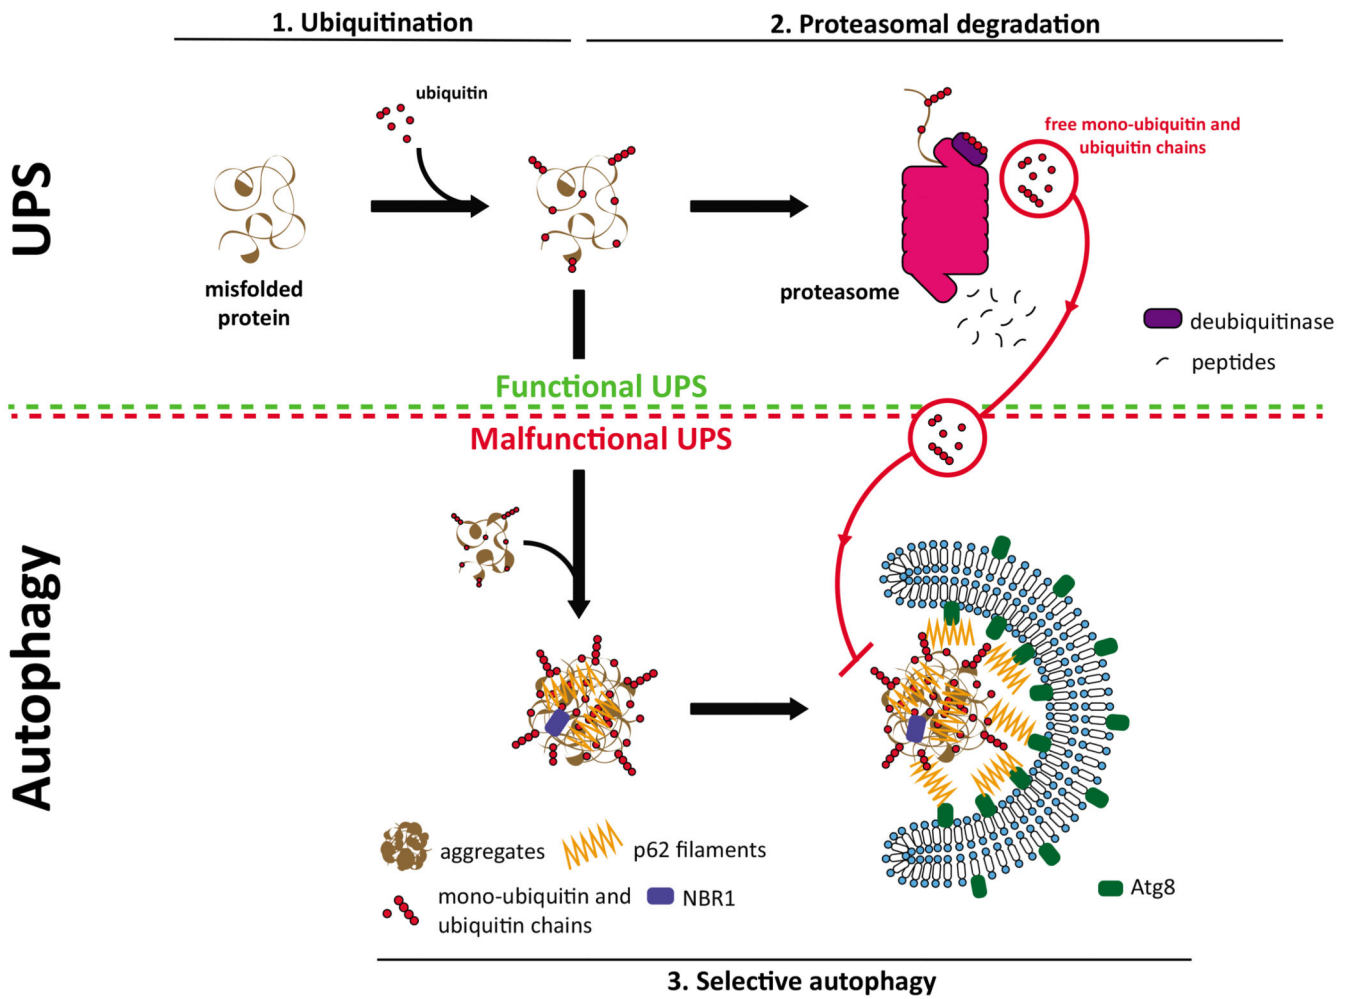 1. Ubiquitination
2. Proteasomal degradation
UPS
ubiquitin
free mono-ubiquitin and
ubiquitin chains
misfolded
protein
proteasome
deubiquitinase
peptides
Functional UPS
Malfunctional UPS
Autophagy
aggregates
p62 filaments
mono-ubiquitin and
ubiquitin chains
NBR1
Atg8
3. Selective autophagy